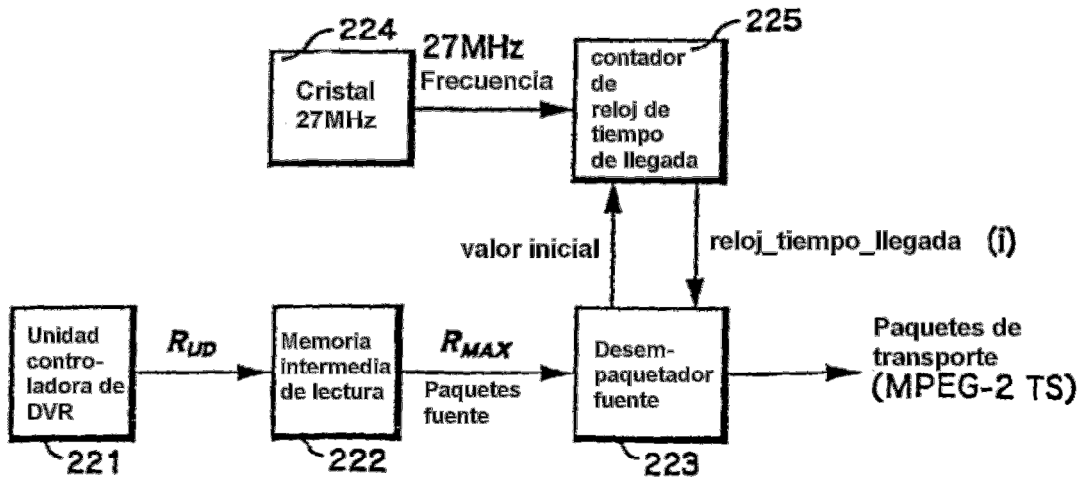 224
Cristal
27MHz
27MHz
Frecuencia
225
contador
de
reloj de
tiempo
de llegada
valor inicial
reloj_tiempo_llegada (i)
Unidad
contro-
ladora de
DVR
221
RUD
Memoria
intermedia
de lectura
222
RMAX
Paquetes
fuente
Desem-
paquetador
fuente
223
Paquetes de
transporte
(MPEG-2 TS)